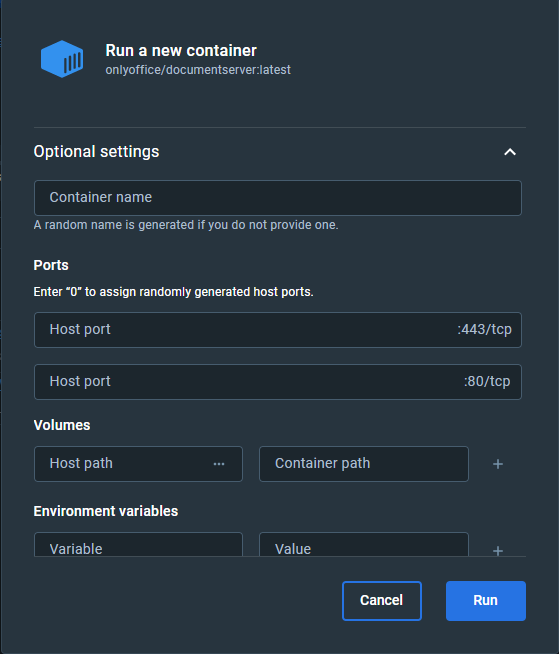 Run a new container
onlyoffice/documentserver:latest
Optional settings
Container name
A random name is generated if you do not provide one.
Ports
Enter “0” to assign randomly generated host ports.
Host port :443/tcp
Host port :80/tcp
Volumes
Host path ••• Container path +
Environment variables
Variable Value +
Cancel Run